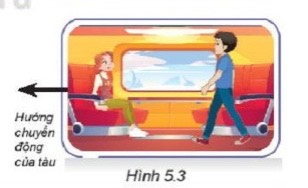 Hướng
chuyển
động
của tàu
Hình 5.3